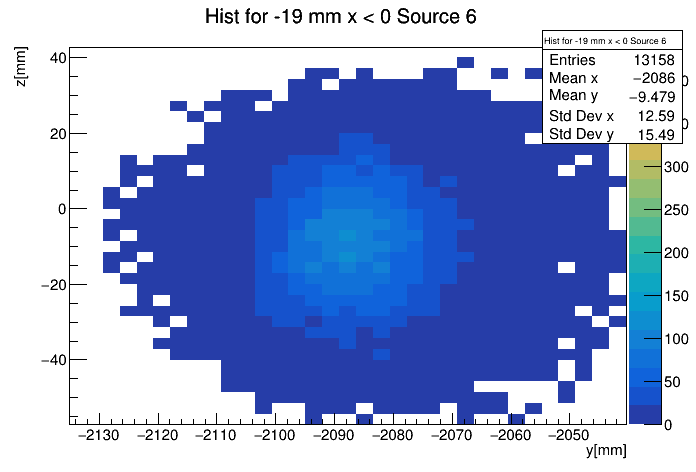 Hist for -19 mm x < 0 Source 6
Hist for -19 mm x < 0 Source 6
Entries 13158
Mean x −2086
Mean y −9.479
Std Dev x 12.59
Std Dev y 15.49
z[mm]
40
20
0
−20
−40
−2130 −2120 −2110 −2100 −2090 −2080 −2070 −2060 −2050
y[mm]
300
250
200
150
100
50
0